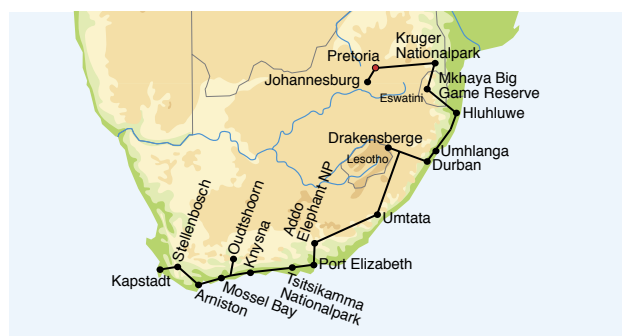 Kruger
Nationalpark
Pretoria
Johannesburg
Mkhaya Big
Game Reserve
Eswatini
Hluhluwe
Drakensberge
Lesotho
Umhlanga
Durban
Umtata
Addo
Elephant NP
Port Elizabeth
Stellenbosch
Oudtshoorn
Knysna
Kapstadt
Arniston
Mossel Bay
Tsitsikamma
Nationalpark